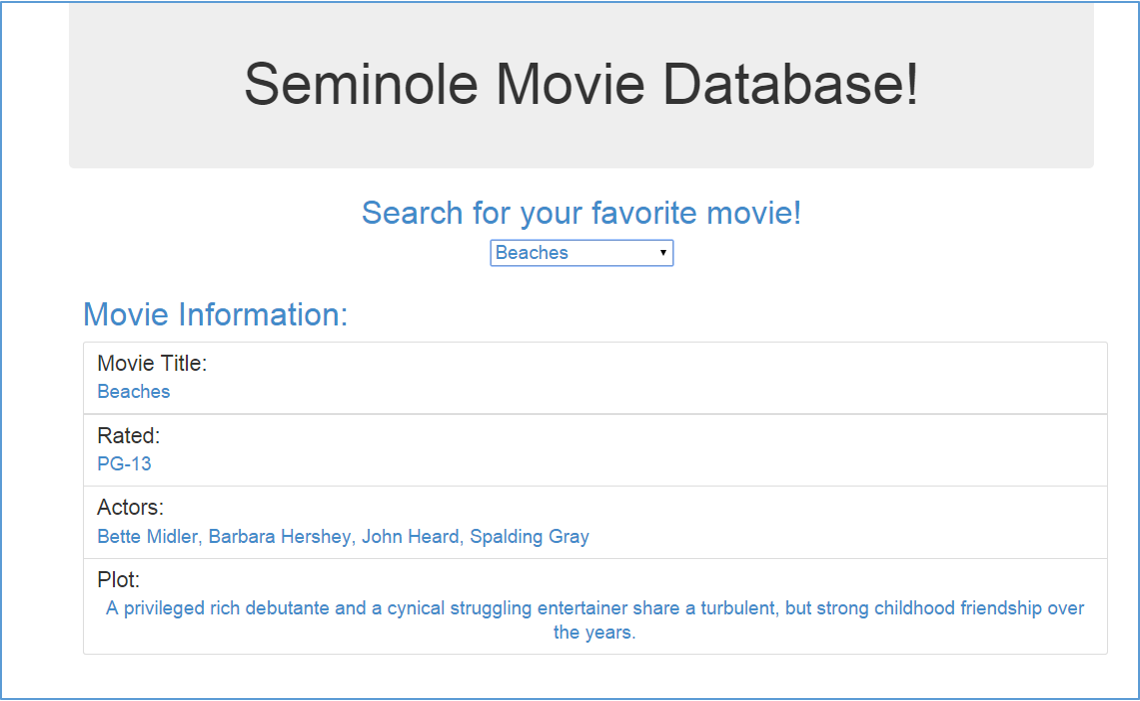 Seminole Movie Database!
Search for your favorite movie!
Beaches
Movie Information:
Movie Title:
Beaches
Rated:
PG-13
Actors:
Bette Midler, Barbara Hershey, John Heard, Spalding Gray
Plot:
A privileged rich debutante and a cynical struggling entertainer share a turbulent, but strong childhood friendship over
the years.